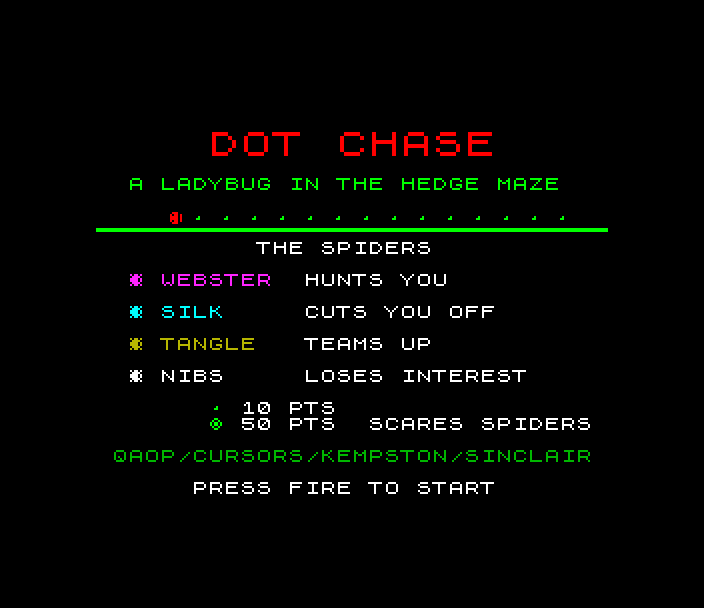 DOT CHASE
A LADYBUG IN THE HEDGE MAZE
THE SPIDERS
WEBSTER HUNTS YOU
SILK CUTS YOU OFF
TANGLE TEAMS UP
NIBS LOSES INTEREST
10 PTS
50 PTS SCARES SPIDERS
QAOP/CURSORS/KEMPSTON/SINCLAIR
PRESS FIRE TO START